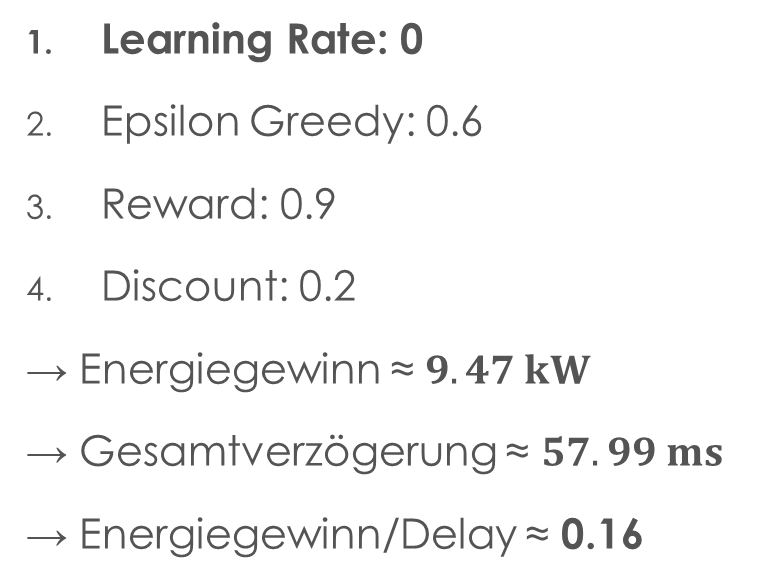 1. Learning Rate: 0
2. Epsilon Greedy: 0.6
3. Reward: 0.9
4. Discount: 0.2
→ Energiegewinn ≈ 9.47 kW
→ Gesamtverzögerung ≈ 57.99 ms
→ Energiegewinn/Delay ≈ 0.16